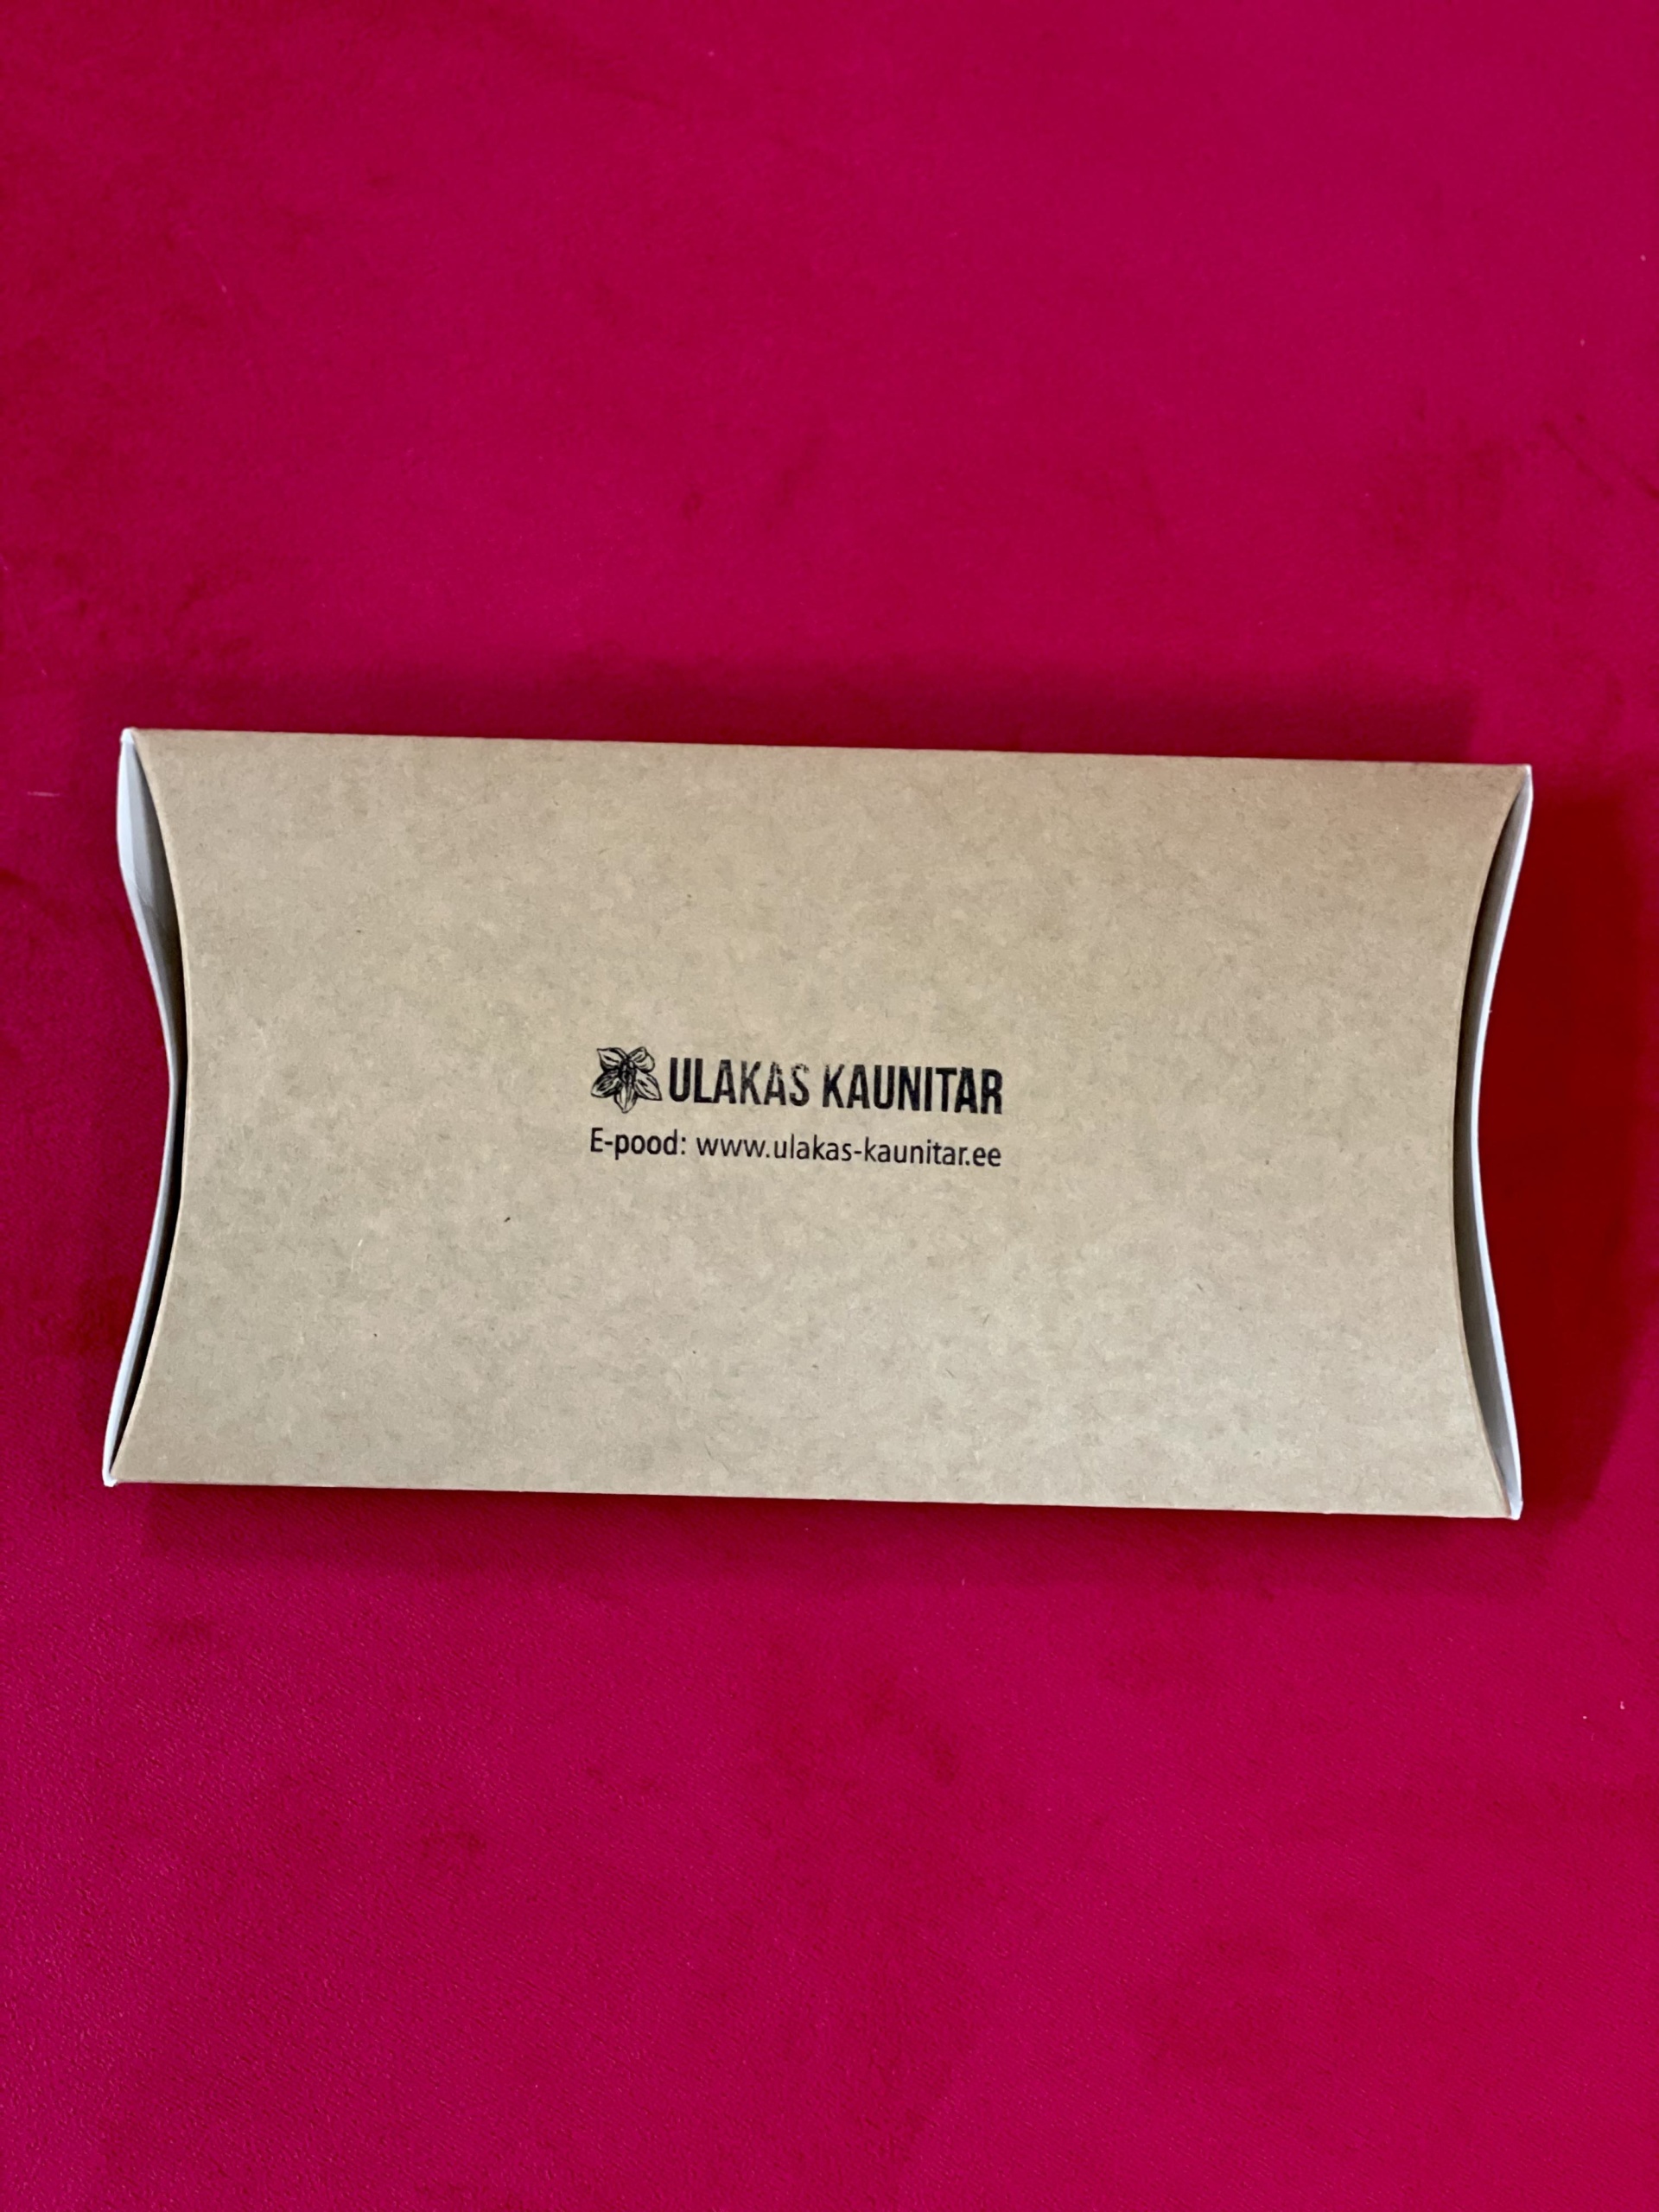 ULAKAS KAUNITAR
E-pood: www.ulakas-kaunitar.ee